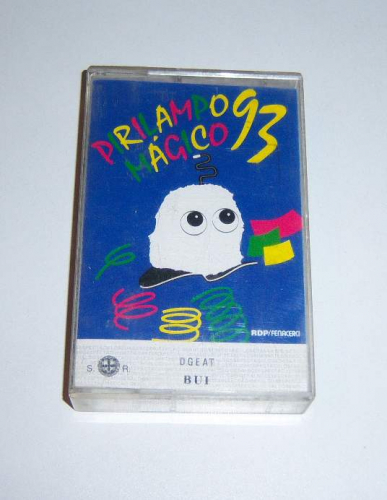 PIRILAMPO 93
MÁGICO
RDP/FENACERCI
S. R.
DGEAT
BUI